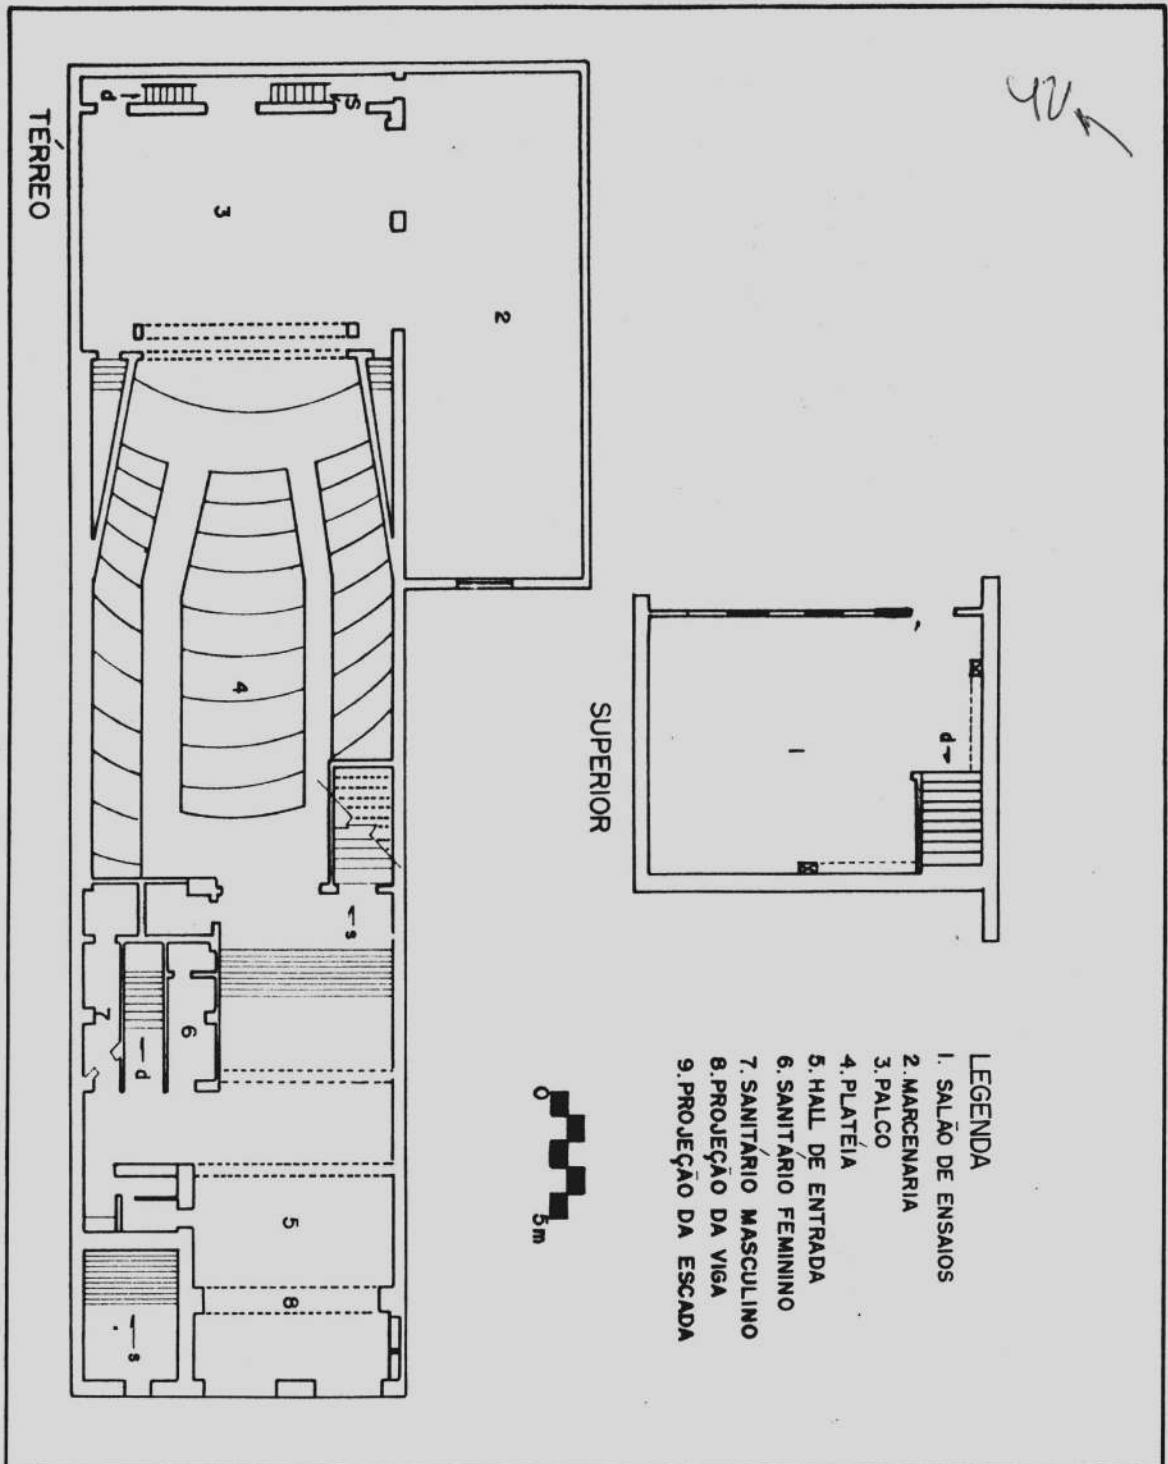 42
TÉRREO
d
S
3
2
4
s
7
d
6
5
8
s
SUPERIOR
1
d
LEGENDA
1. SALÃO DE ENSAIOS
2. MARCENARIA
3. PALCO
4. PLATÉIA
5. HALL DE ENTRADA
6. SANITÁRIO FEMININO
7. SANITÁRIO MASCULINO
8. PROJEÇÃO DA VIGA
9. PROJEÇÃO DA ESCADA
0 5m